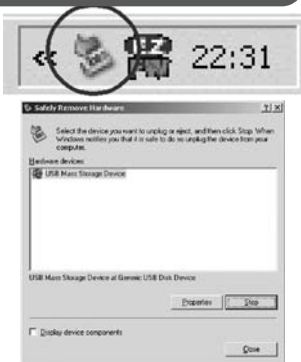 «
22:31
Safely Remove Hardware
Select the device you want to unplug or eject, and then click Stop. When
Windows notifies you that it is safe to do so unplug the device from your
computer.
Hardware devices:
USB Mass Storage Device
USB Mass Storage Device at Generic USB Disk Device
Properties
Stop
Display device components
Close